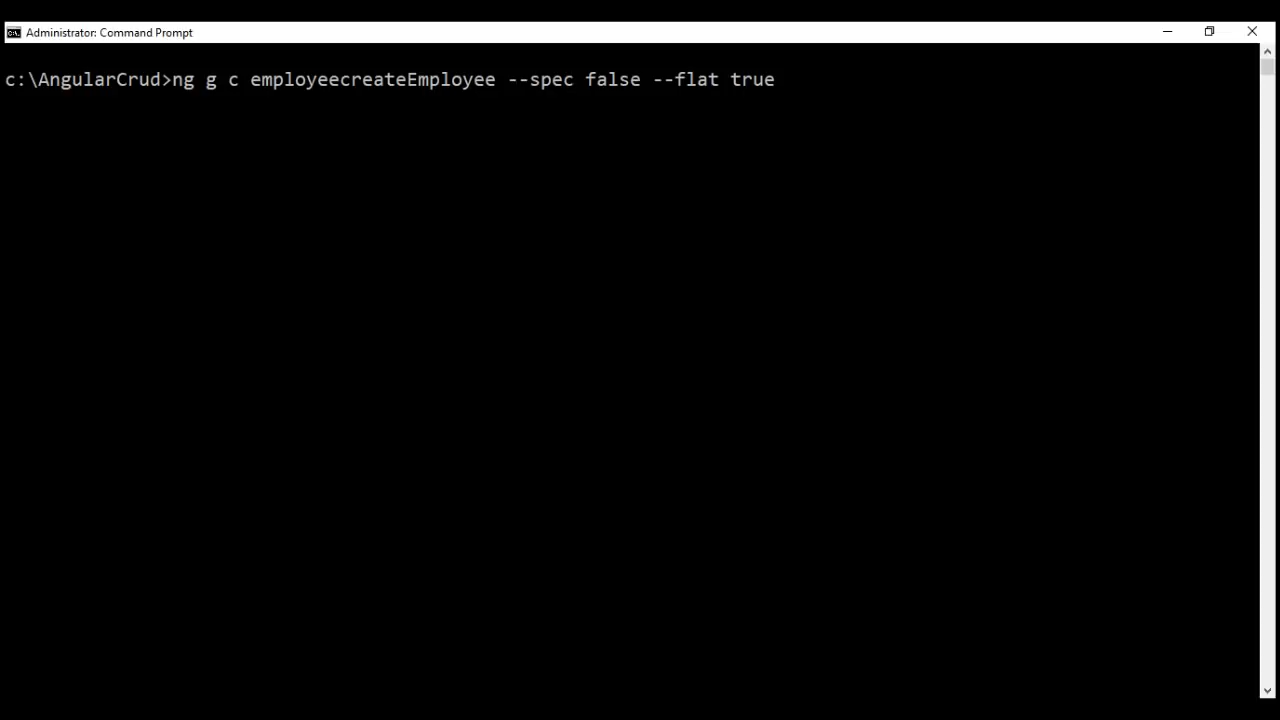 Administrator: Command Prompt
c:\AngularCrud>ng g c employeecreateEmployee --spec false --flat true